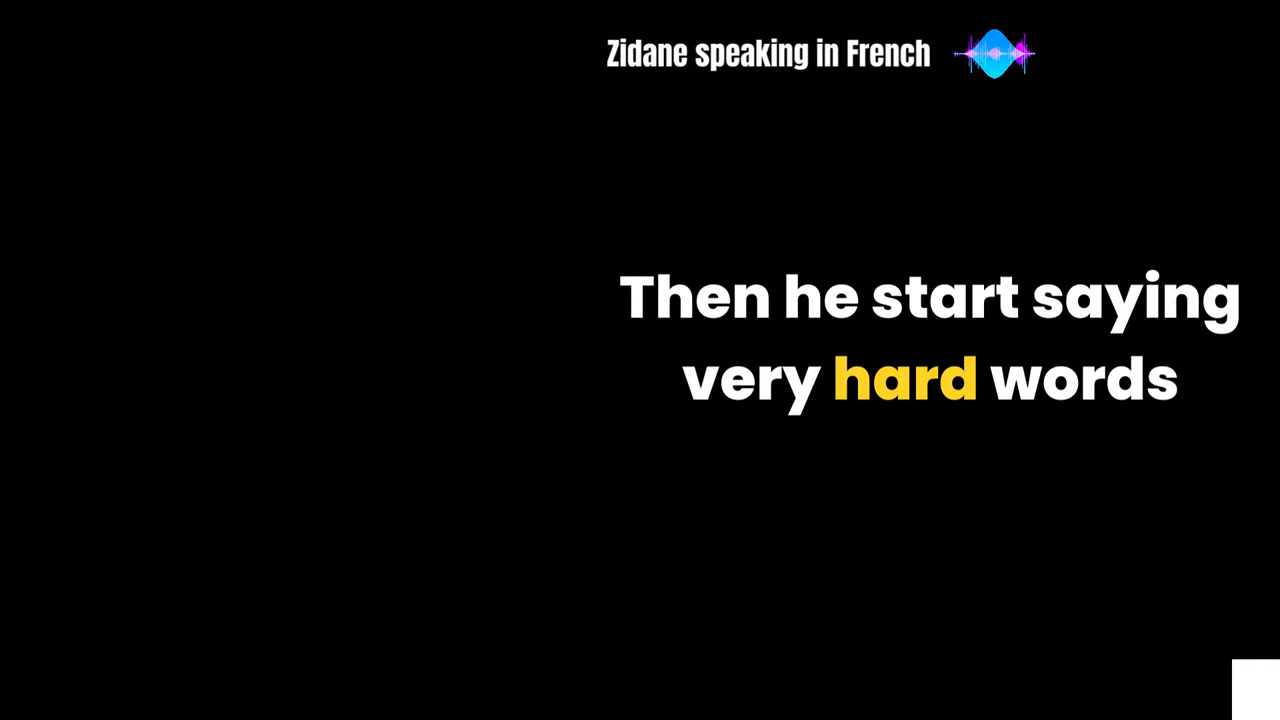 Zidane speaking in French
Then he start saying
very hard words